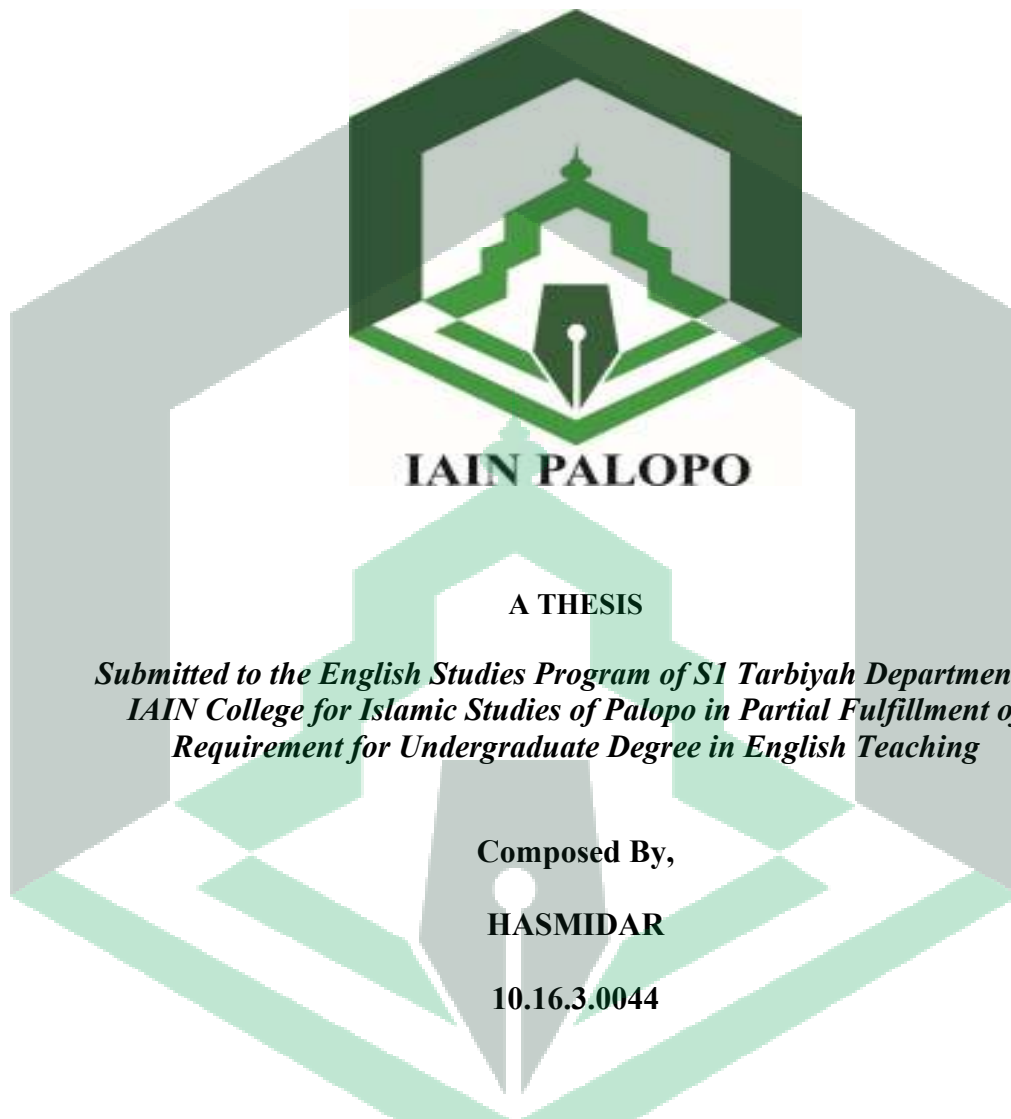 IAIN PALOPO
A THESIS
Submitted to the English Studies Program of S1 Tarbiyah Departmen
IAIN College for Islamic Studies of Palopo in Partial Fulfillment o
Requirement for Undergraduate Degree in English Teaching
Composed By,
HASMIDAR
10.16.3.0044